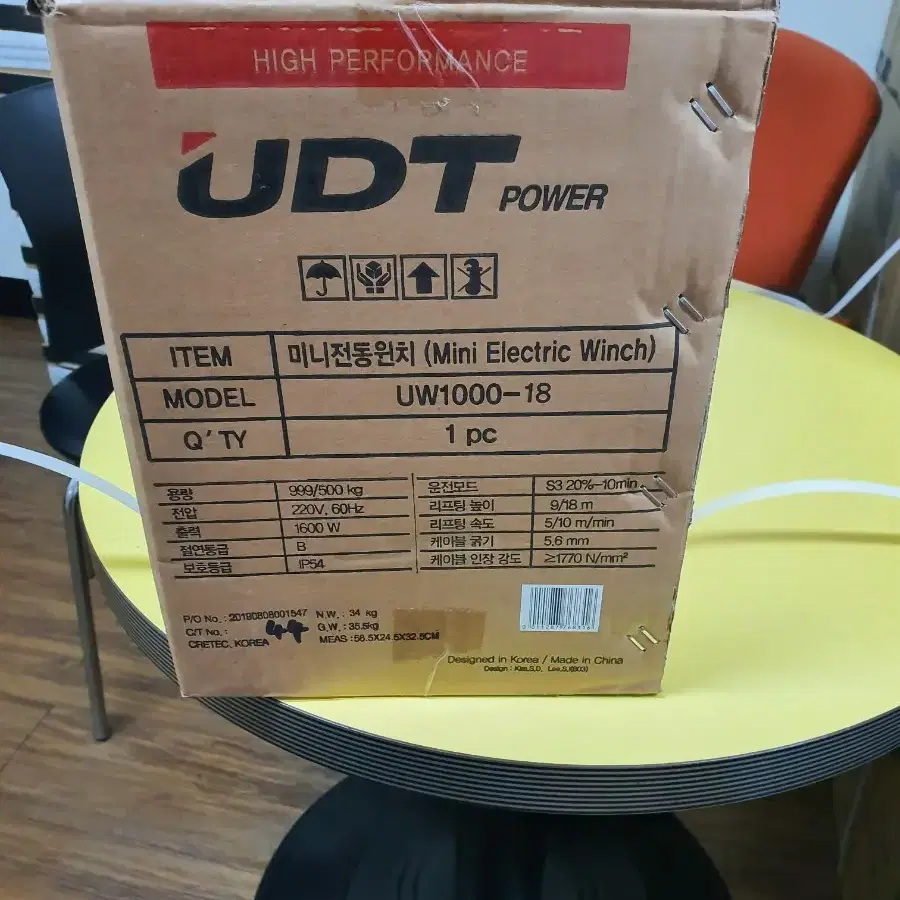 HIGH PERFORMANCE
UDT POWER
ITEM 미니전동윈치 (Mini Electric Winch)
MODEL UW1000-18
Q'TY 1 pc
용량 999/500 kg
전압 220V, 60Hz
출력 1600 W
절연등급 B
보호등급 IP54
운전모드 S3 20%-10min
리프팅 높이 9/18 m
리프팅 속도 5/10 m/min
케이블 굵기 5,6 mm
케이블 인장 강도 ≥1770 N/mm²
P/O No.: 20190808001547 N.W.: 34 kg
C/T No.: 44 G.W.: 35.5kg
CRETEC, KOREA MEAS: 56.5X24.5X32.5CM
Designed in Korea / Made in China
Design: Kim,S,D, Lee,S,I(B03)